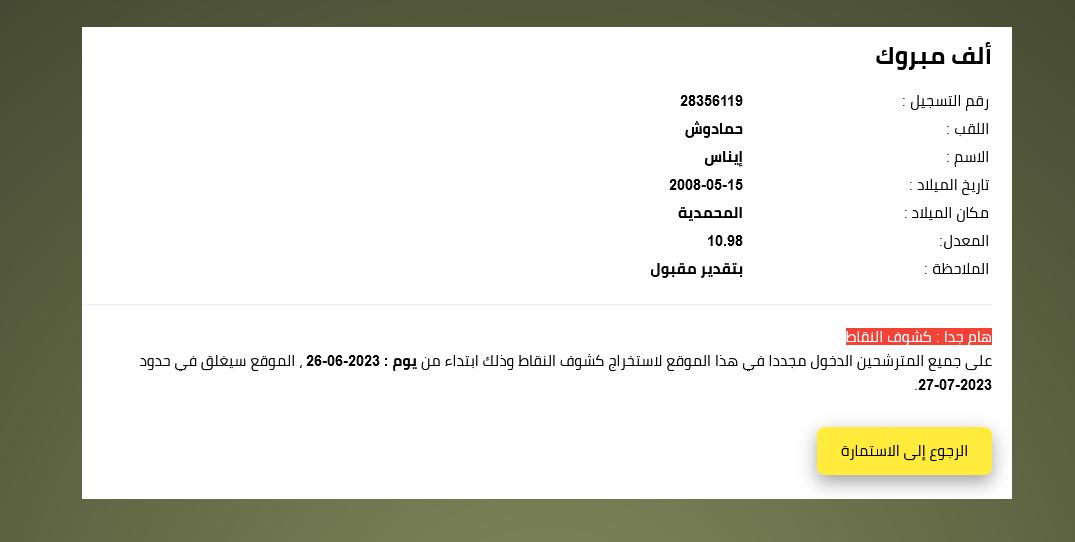 ألف مبروك
رقم التسجيل : 28356119
اللقب : حمادوش
الاسم : إيناس
تاريخ الميلاد : 2008-05-15
مكان الميلاد : المحمدية
المعدل: 10.98
الملاحظة : بتقدير مقبول
هام جدا : كشوف النقاط
على جميع المترشحين الدخول مجددا في هذا الموقع لاستخراج كشوف النقاط وذلك ابتداء من يوم : 2023-06-26 , الموقع سيغلق في حدود
2023-07-27.
الرجوع إلى الاستمارة